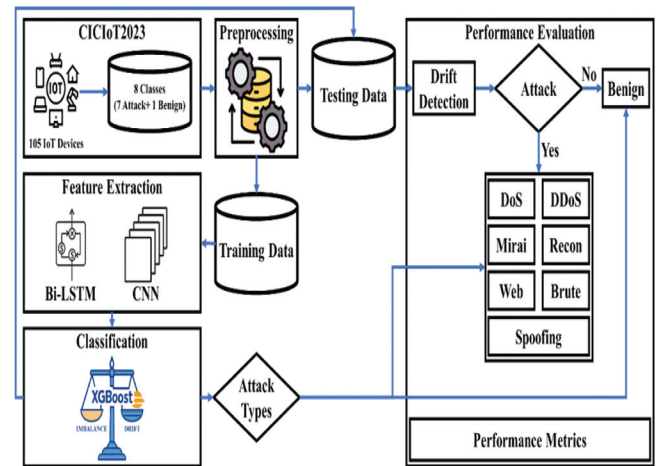 CICIoT2023
IOT
105 IoT Devices
8 Classes
(7 Attack+ 1 Benign)
Preprocessing
Testing Data
Performance Evaluation
Drift
Detection
Attack
No
Benign
Yes
DoS
DDoS
Mirai
Recon
Web
Brute
Spoofing
Feature Extraction
Bi-LSTM
CNN
Training Data
Classification
XGBoost
IMBALANCE
DRIFT
Attack
Types
Performance Metrics